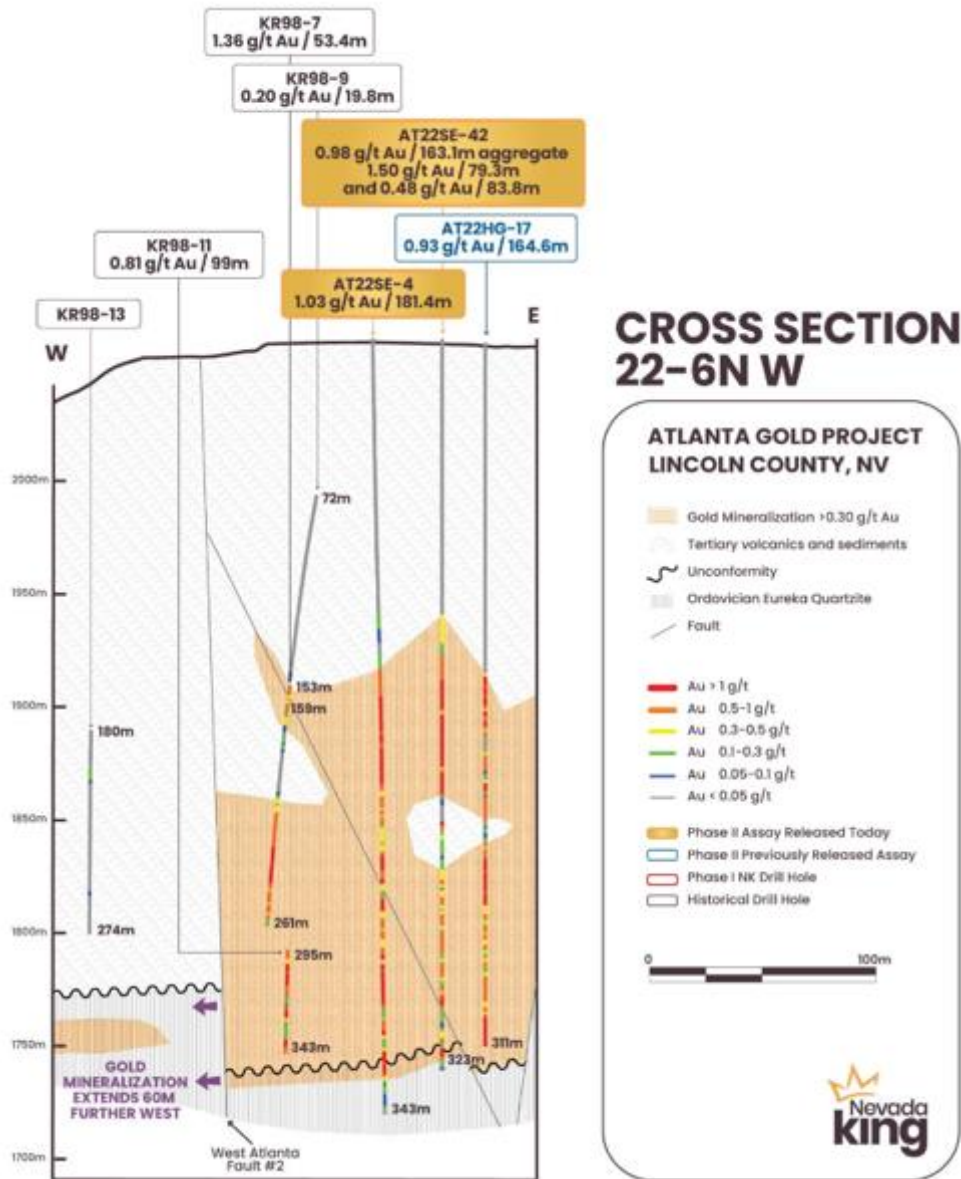 KR98-7
1.36 g/t Au / 53.4m
KR98-9
0.20 g/t Au / 19.8m
AT22SE-42
0.98 g/t Au / 163.1m aggregate
1.50 g/t Au / 79.3m
and 0.48 g/t Au / 83.8m
AT22HG-17
0.93 g/t Au / 164.6m
KR98-11
0.81 g/t Au / 99m
AT22SE-4
1.03 g/t Au / 181.4m
KR98-13
W
E
2000m
1950m
1900m
1850m
1800m
1750m
1700m
72m
153m
159m
180m
261m
274m
295m
343m
323m
311m
343m
GOLD
MINERALIZATION
EXTENDS 60M
FURTHER WEST
West Atlanta
Fault #2
CROSS SECTION
22-6N W
ATLANTA GOLD PROJECT
LINCOLN COUNTY, NV
Gold Mineralization >0.30 g/t Au
Tertiary volcanics and sediments
Unconformity
Ordovician Eureka Quartzite
Fault
Au > 1 g/t
Au 0.5-1 g/t
Au 0.3-0.5 g/t
Au 0.1-0.3 g/t
Au 0.05-0.1 g/t
Au < 0.05 g/t
Phase II Assay Released Today
Phase II Previously Released Assay
Phase I NK Drill Hole
Historical Drill Hole
0
100m
Nevada
king